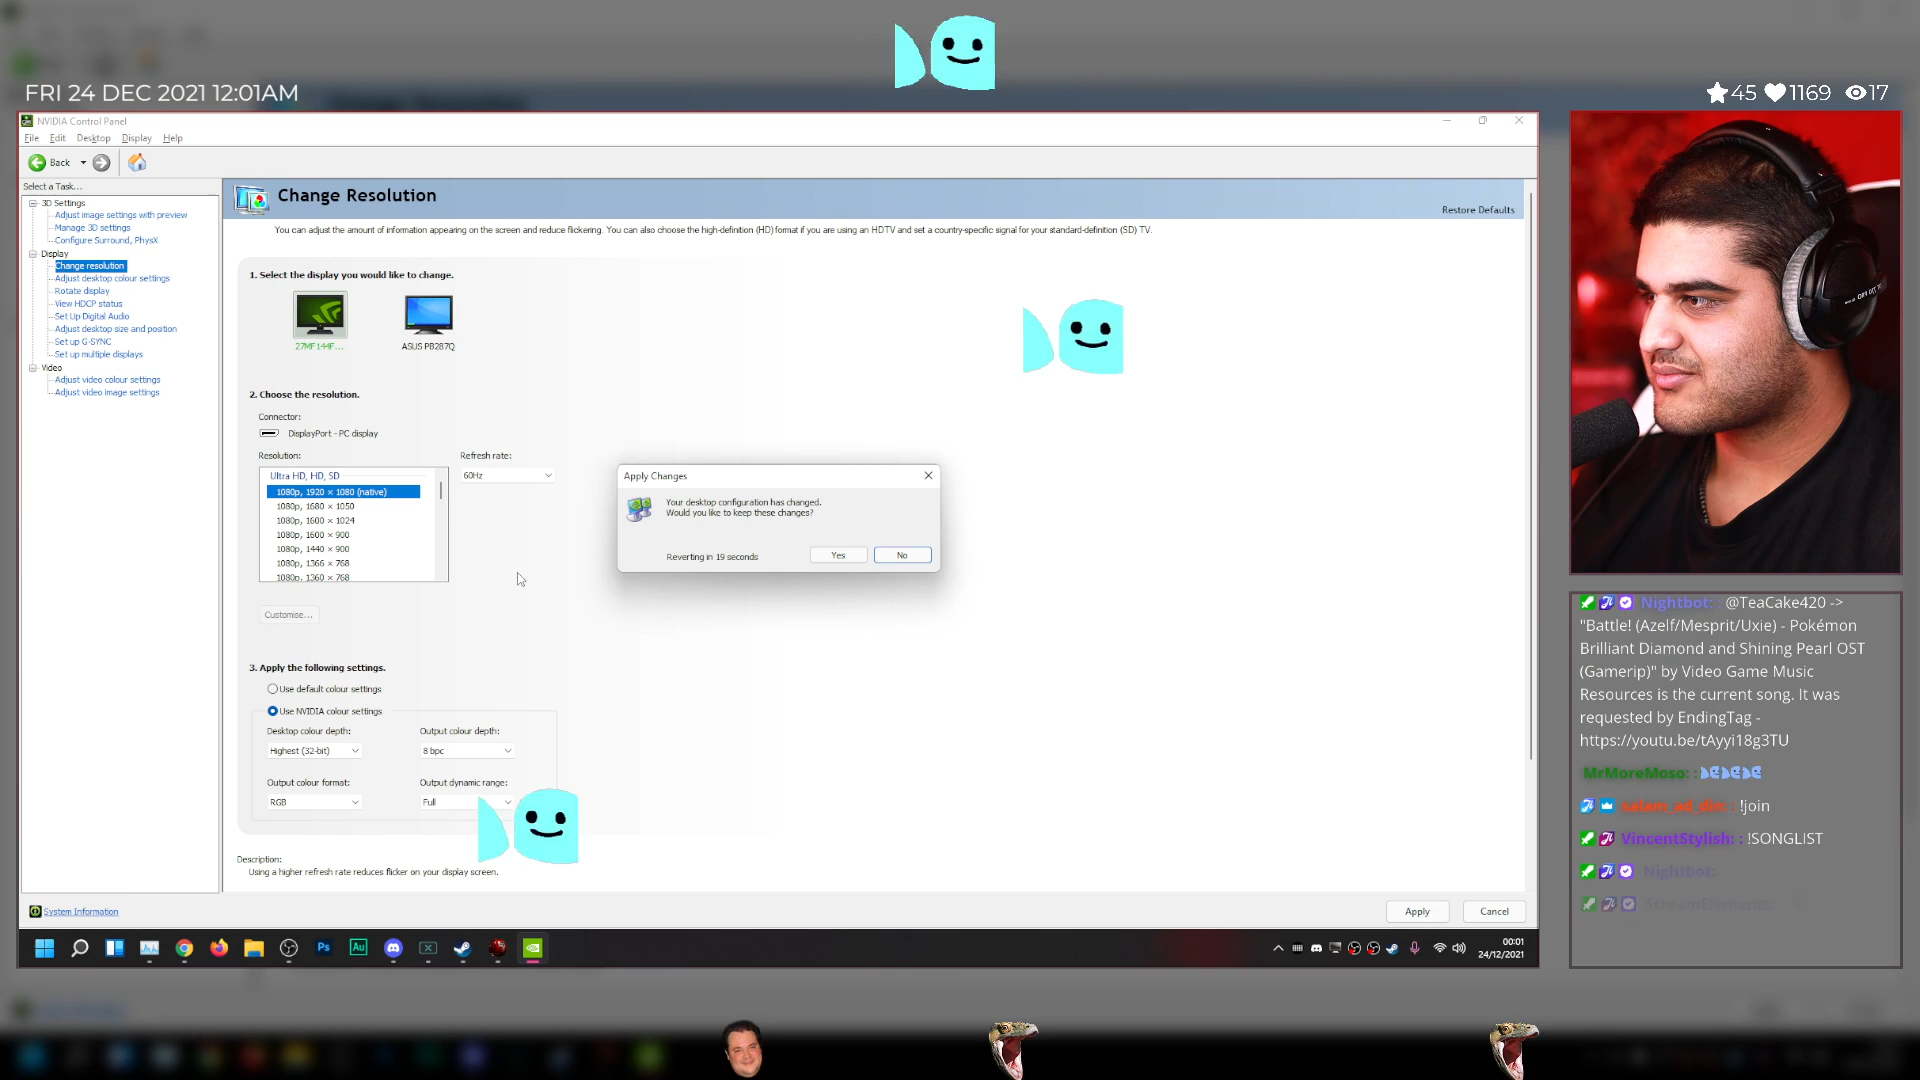 FRI 24 DEC 2021 12:01AM
45 1169 17
NVIDIA Control Panel
File Edit Desktop Display Help
Back
Select a Task...
3D Settings
Adjust image settings with preview
Manage 3D settings
Configure Surround, PhysX
Display
Change resolution
Adjust desktop colour settings
Rotate display
View HDCP status
Set Up Digital Audio
Adjust desktop size and position
Set up G-SYNC
Set up multiple displays
Video
Adjust video colour settings
Adjust video image settings
System Information
Change Resolution
Restore Defaults
You can adjust the amount of information appearing on the screen and reduce flickering. You can also choose the high-definition (HD) format if you are using an HDTV and set a country-specific signal for your standard-definition (SD) TV.
1. Select the display you would like to change.
27MF144F... ASUS PB287Q
2. Choose the resolution.
Connector:
DisplayPort - PC display
Resolution: Refresh rate:
Ultra HD, HD, SD
60Hz
1080p, 1920 × 1080 (native)
1080p, 1680 × 1050
1080p, 1600 × 1024
1080p, 1600 × 900
1080p, 1440 × 900
1080p, 1366 × 768
1080p, 1360 × 768
Customise...
Apply Changes
Your desktop configuration has changed.
Would you like to keep these changes?
Reverting in 19 seconds Yes No
3. Apply the following settings.
Use default colour settings
Use NVIDIA colour settings
Desktop colour depth: Output colour depth:
Highest (32-bit) 8 bpc
Output colour format: Output dynamic range:
RGB Full
Description:
Using a higher refresh rate reduces flicker on your display screen.
Apply Cancel
Ps Au
00:01
24/12/2021
Nightbot: : @TeaCake420 ->
"Battle! (Azelf/Mesprit/Uxie) - Pokémon
Brilliant Diamond and Shining Pearl OST
(Gamerip)" by Video Game Music
Resources is the current song. It was
requested by EndingTag -
https://youtu.be/tAyyi18g3TU
MrMoreMoso: :
salam_ad_din: : !join
VincentStylish: : !SONGLIST
Nightbot:
StreamElements: